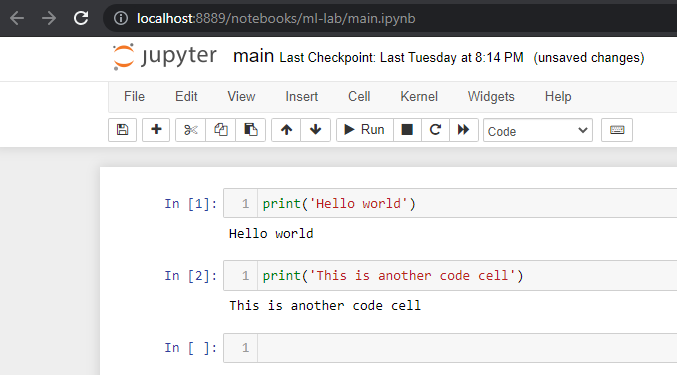 localhost:8889/notebooks/ml-lab/main.ipynb
jupyter main Last Checkpoint: Last Tuesday at 8:14 PM (unsaved changes)
File Edit View Insert Cell Kernel Widgets Help
Run Code
In [1]: 1 print('Hello world')
Hello world
In [2]: 1 print('This is another code cell')
This is another code cell
In [ ]: 1